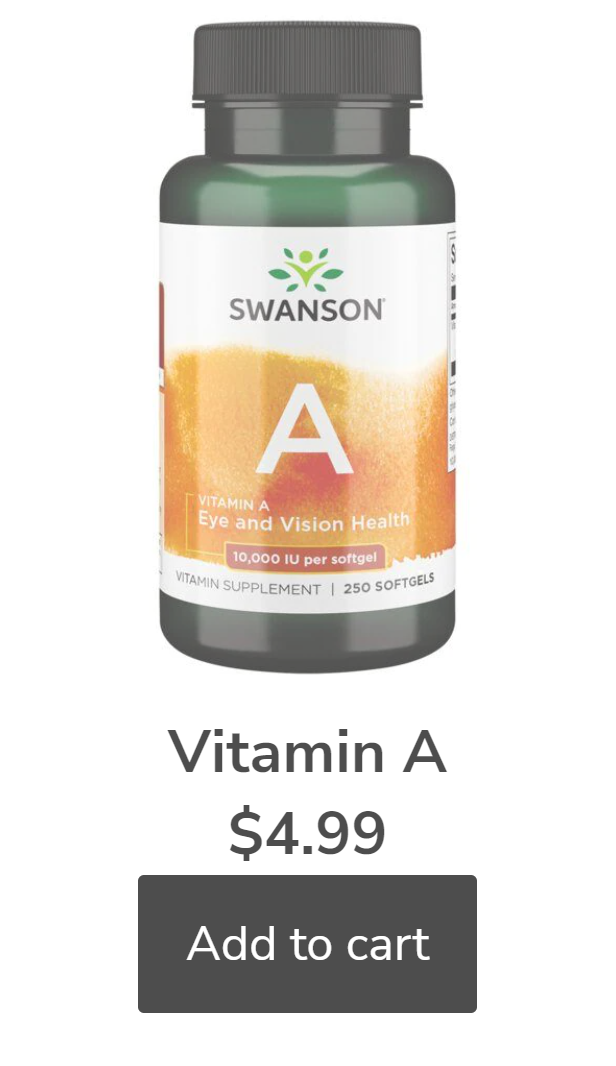 SWANSON
A
VITAMIN A
Eye and Vision Health
10,000 IU per softgel
VITAMIN SUPPLEMENT | 250 SOFTGELS
Vitamin A
$4.99
Add to cart